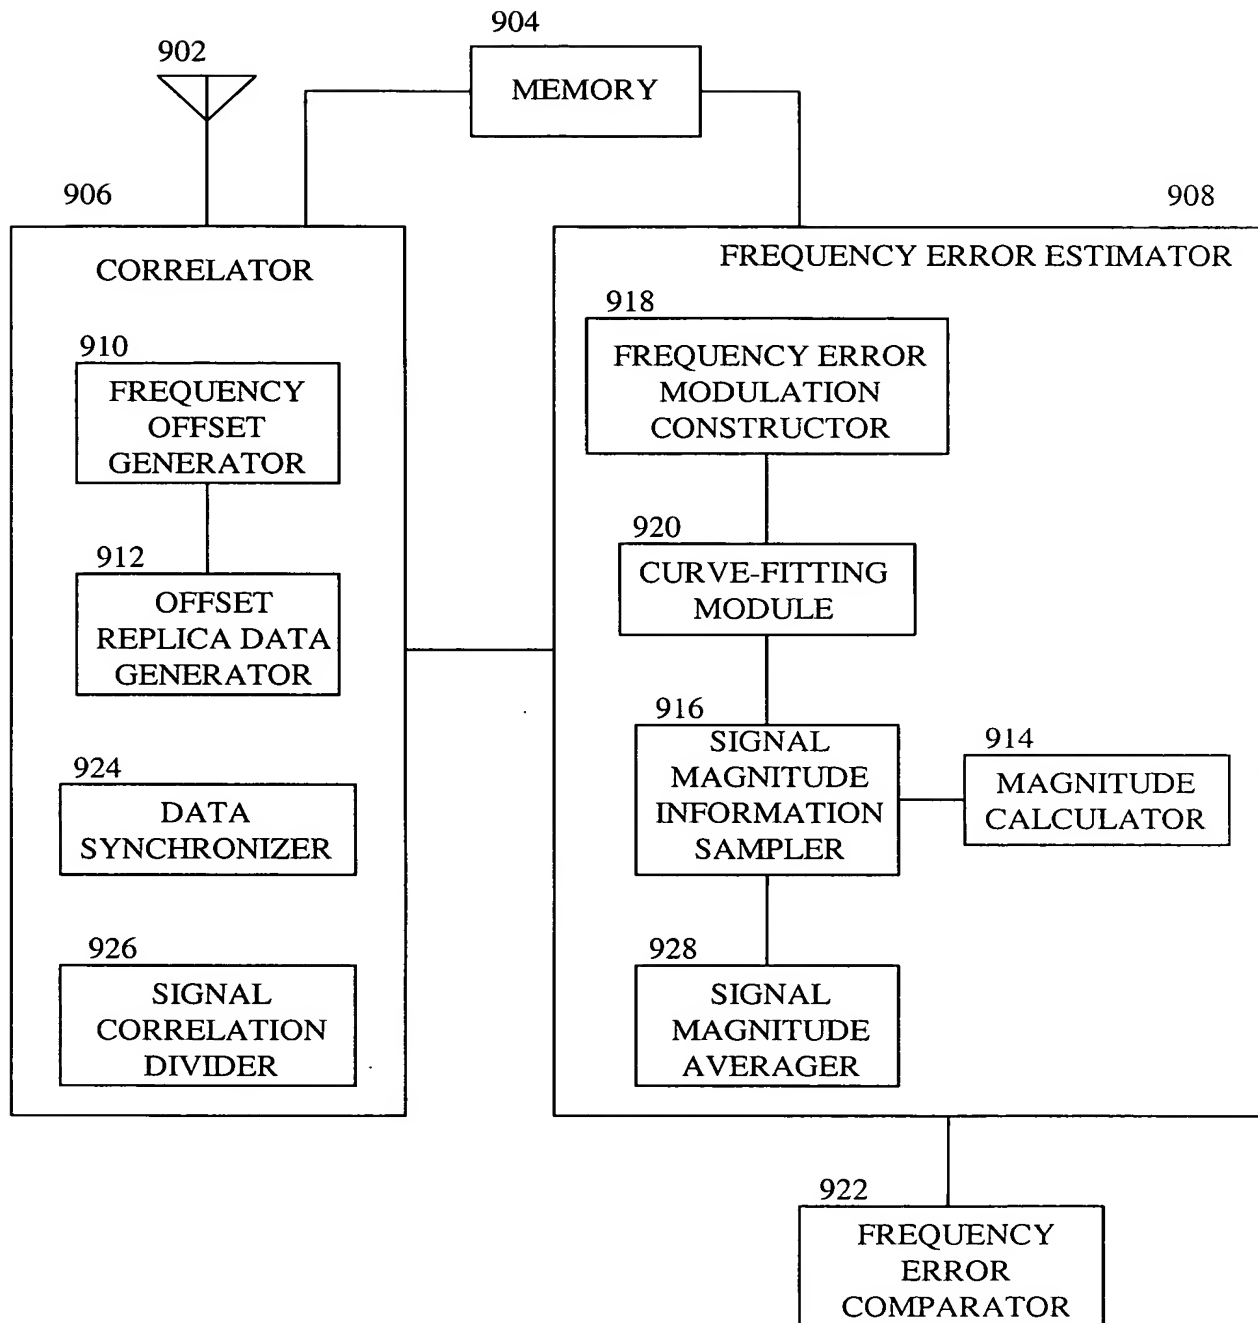 904
902
MEMORY
906
908
CORRELATOR
FREQUENCY ERROR ESTIMATOR
910
FREQUENCY
OFFSET
GENERATOR
912
OFFSET
REPLICA DATA
GENERATOR
924
DATA
SYNCHRONIZER
926
SIGNAL
CORRELATION
DIVIDER
918
FREQUENCY ERROR
MODULATION
CONSTRUCTOR
920
CURVE-FITTING
MODULE
916
SIGNAL
MAGNITUDE
INFORMATION
SAMPLER
914
MAGNITUDE
CALCULATOR
928
SIGNAL
MAGNITUDE
AVERAGER
922
FREQUENCY
ERROR
COMPARATOR